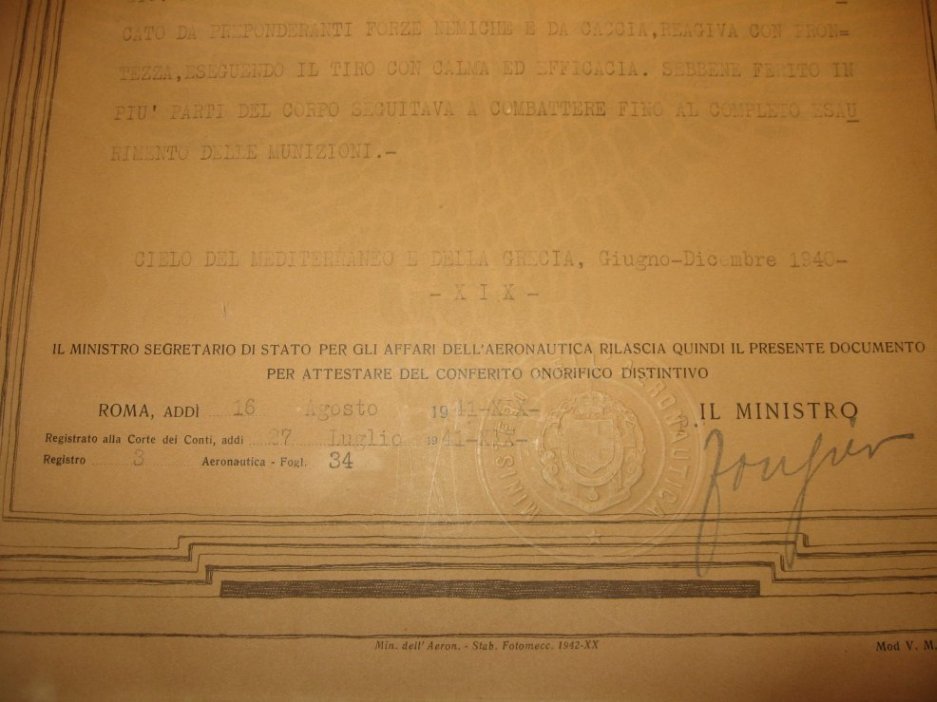 CATO DA PREPONDERANTI FORZE NEMICHE E DA CACCIA, REAGIVA CON PRON=
TEZZA, ESEGUENDO IL TIRO CON CALMA ED EFFICACIA. SEBBENE FERITO IN
PIU' PARTI DEL CORPO SEGUITAVA A COMBATTERE FINO AL COMPLETO ESAU
RIMENTO DELLE MUNIZIONI.-
CIELO DEL MEDITERRANEO E DELLA GRECIA, Giugno-Dicembre 1940-
- X I X -
IL MINISTRO SEGRETARIO DI STATO PER GLI AFFARI DELL'AERONAUTICA RILASCIA QUINDI IL PRESENTE DOCUMENTO
PER ATTESTARE DEL CONFERITO ONORIFICO DISTINTIVO
ROMA, ADDÌ 16 Agosto 1941-XIX- IL MINISTRO
Registrato alla Corte dei Conti, addì 27 Luglio 1941-XIX-
Registro 3 Aeronautica - Fogl. 34
Fougier
Min. dell'Aeron. - Stab. Fotomecc. 1942-XX
Mod V. M.